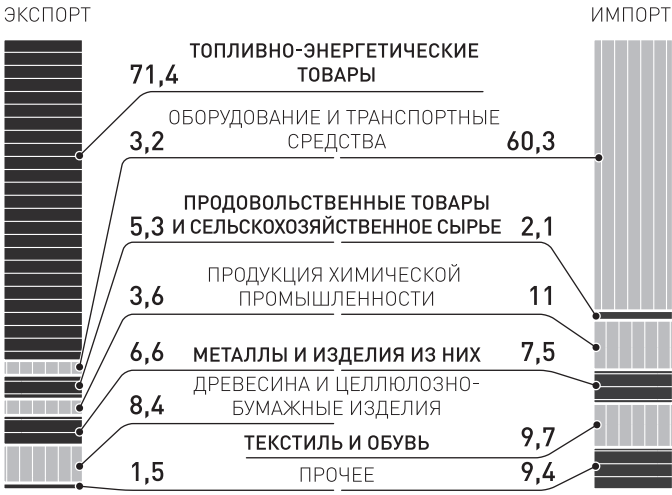 ЭКСПОРТ
ИМПОРТ
ТОПЛИВНО-ЭНЕРГЕТИЧЕСКИЕ
ТОВАРЫ
71,4
ОБОРУДОВАНИЕ И ТРАНСПОРТНЫЕ
СРЕДСТВА
3,2
60,3
ПРОДОВОЛЬСТВЕННЫЕ ТОВАРЫ
И СЕЛЬСКОХОЗЯЙСТВЕННОЕ СЫРЬЕ
5,3
2,1
ПРОДУКЦИЯ ХИМИЧЕСКОЙ
ПРОМЫШЛЕННОСТИ
3,6
11
6,6
МЕТАЛЛЫ И ИЗДЕЛИЯ ИЗ НИХ
7,5
ДРЕВЕСИНА И ЦЕЛЛЮЛОЗНО-
БУМАЖНЫЕ ИЗДЕЛИЯ
8,4
ТЕКСТИЛЬ И ОБУВЬ
9,7
1,5
ПРОЧЕЕ
9,4